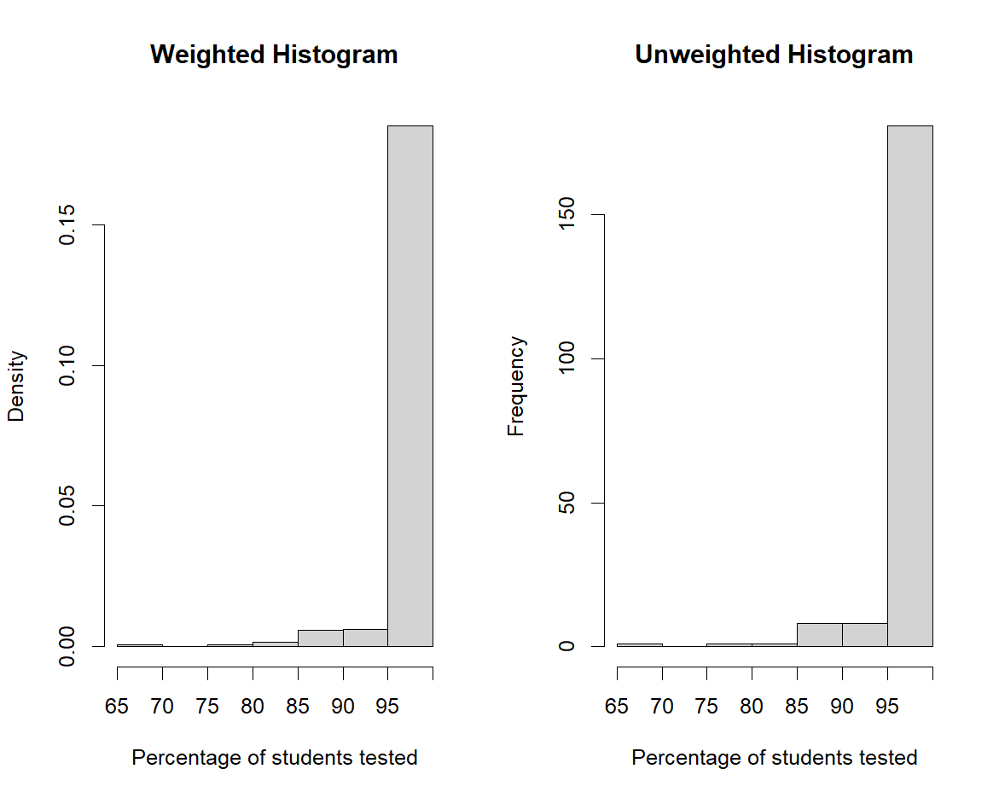 Weighted Histogram
Density
0.00 0.05 0.10 0.15
65 70 75 80 85 90 95
Percentage of students tested
Unweighted Histogram
Frequency
0 50 100 150
65 70 75 80 85 90 95
Percentage of students tested